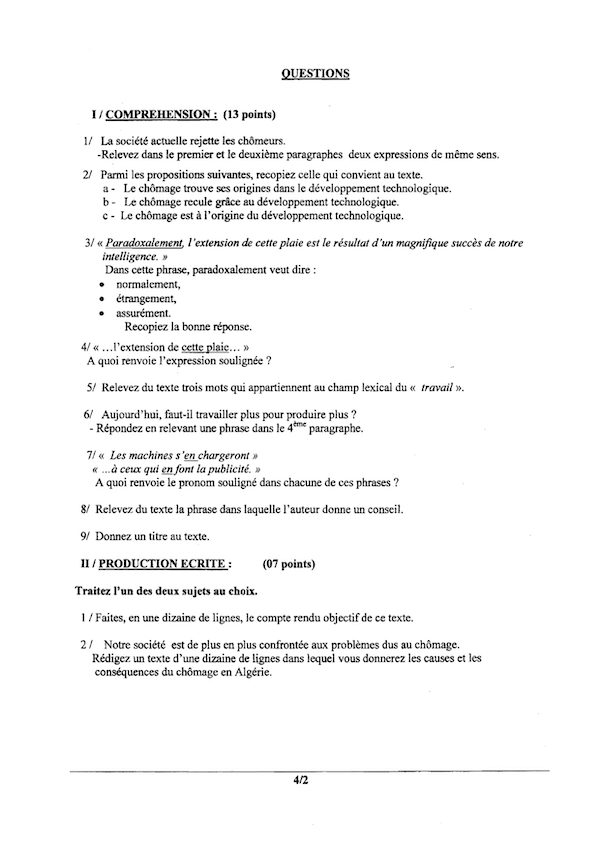 QUESTIONS
I / COMPREHENSION : (13 points)
1/ La société actuelle rejette les chômeurs.
-Relevez dans le premier et le deuxième paragraphes deux expressions de même sens.
2/ Parmi les propositions suivantes, recopiez celle qui convient au texte.
a - Le chômage trouve ses origines dans le développement technologique.
b - Le chômage recule grâce au développement technologique.
c - Le chômage est à l'origine du développement technologique.
3/ « Paradoxalement, l'extension de cette plaie est le résultat d'un magnifique succès de notre
intelligence. »
Dans cette phrase, paradoxalement veut dire :
• normalement,
• étrangement,
• assurément.
Recopiez la bonne réponse.
4/ « …l'extension de cette plaie… »
A quoi renvoie l'expression soulignée ?
5/ Relevez du texte trois mots qui appartiennent au champ lexical du « travail ».
6/ Aujourd'hui, faut-il travailler plus pour produire plus ?
- Répondez en relevant une phrase dans le 4ème paragraphe.
7/ « Les machines s'en chargeront »
« …à ceux qui en font la publicité. »
A quoi renvoie le pronom souligné dans chacune de ces phrases ?
8/ Relevez du texte la phrase dans laquelle l'auteur donne un conseil.
9/ Donnez un titre au texte.
II / PRODUCTION ECRITE : (07 points)
Traitez l'un des deux sujets au choix.
1 / Faites, en une dizaine de lignes, le compte rendu objectif de ce texte.
2 / Notre société est de plus en plus confrontée aux problèmes dus au chômage.
Rédigez un texte d'une dizaine de lignes dans lequel vous donnerez les causes et les
conséquences du chômage en Algérie.
4/2